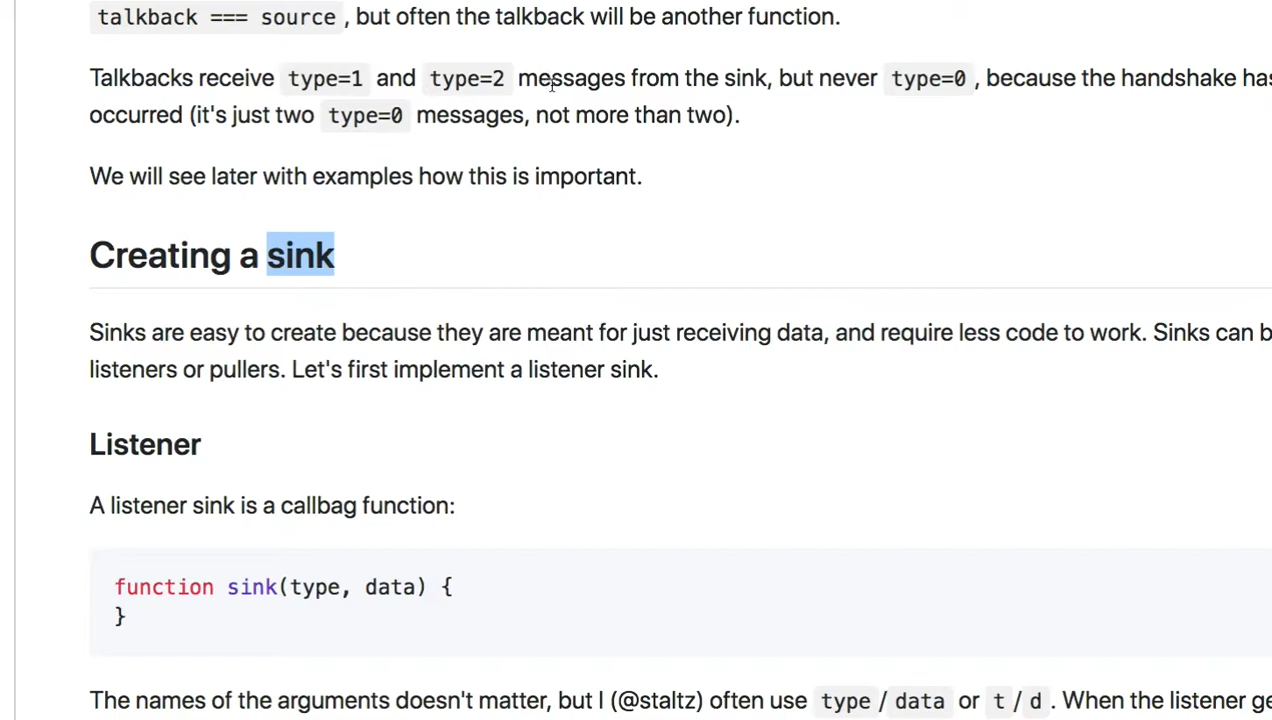 talkback === source , but often the talkback will be another function.
Talkbacks receive type=1 and type=2 messages from the sink, but never type=0 , because the handshake has
occurred (it's just two type=0 messages, not more than two).
We will see later with examples how this is important.
Creating a sink
Sinks are easy to create because they are meant for just receiving data, and require less code to work. Sinks can b
listeners or pullers. Let's first implement a listener sink.
Listener
A listener sink is a callbag function:
function sink(type, data) {
}
The names of the arguments doesn't matter, but I (@staltz) often use type / data or t / d . When the listener ge